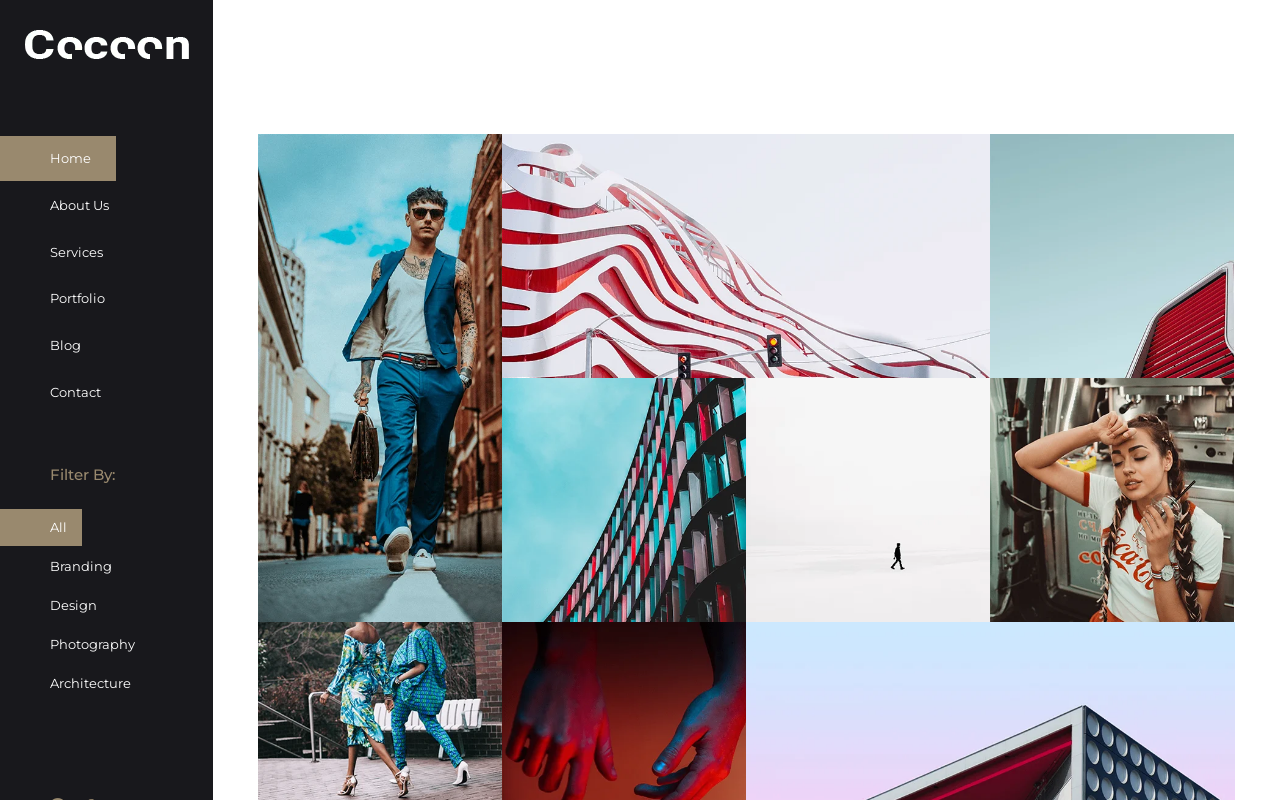 Cocoon
Home
About Us
Services
Portfolio
Blog
Contact
Filter By:
All
Branding
Design
Photography
Architecture